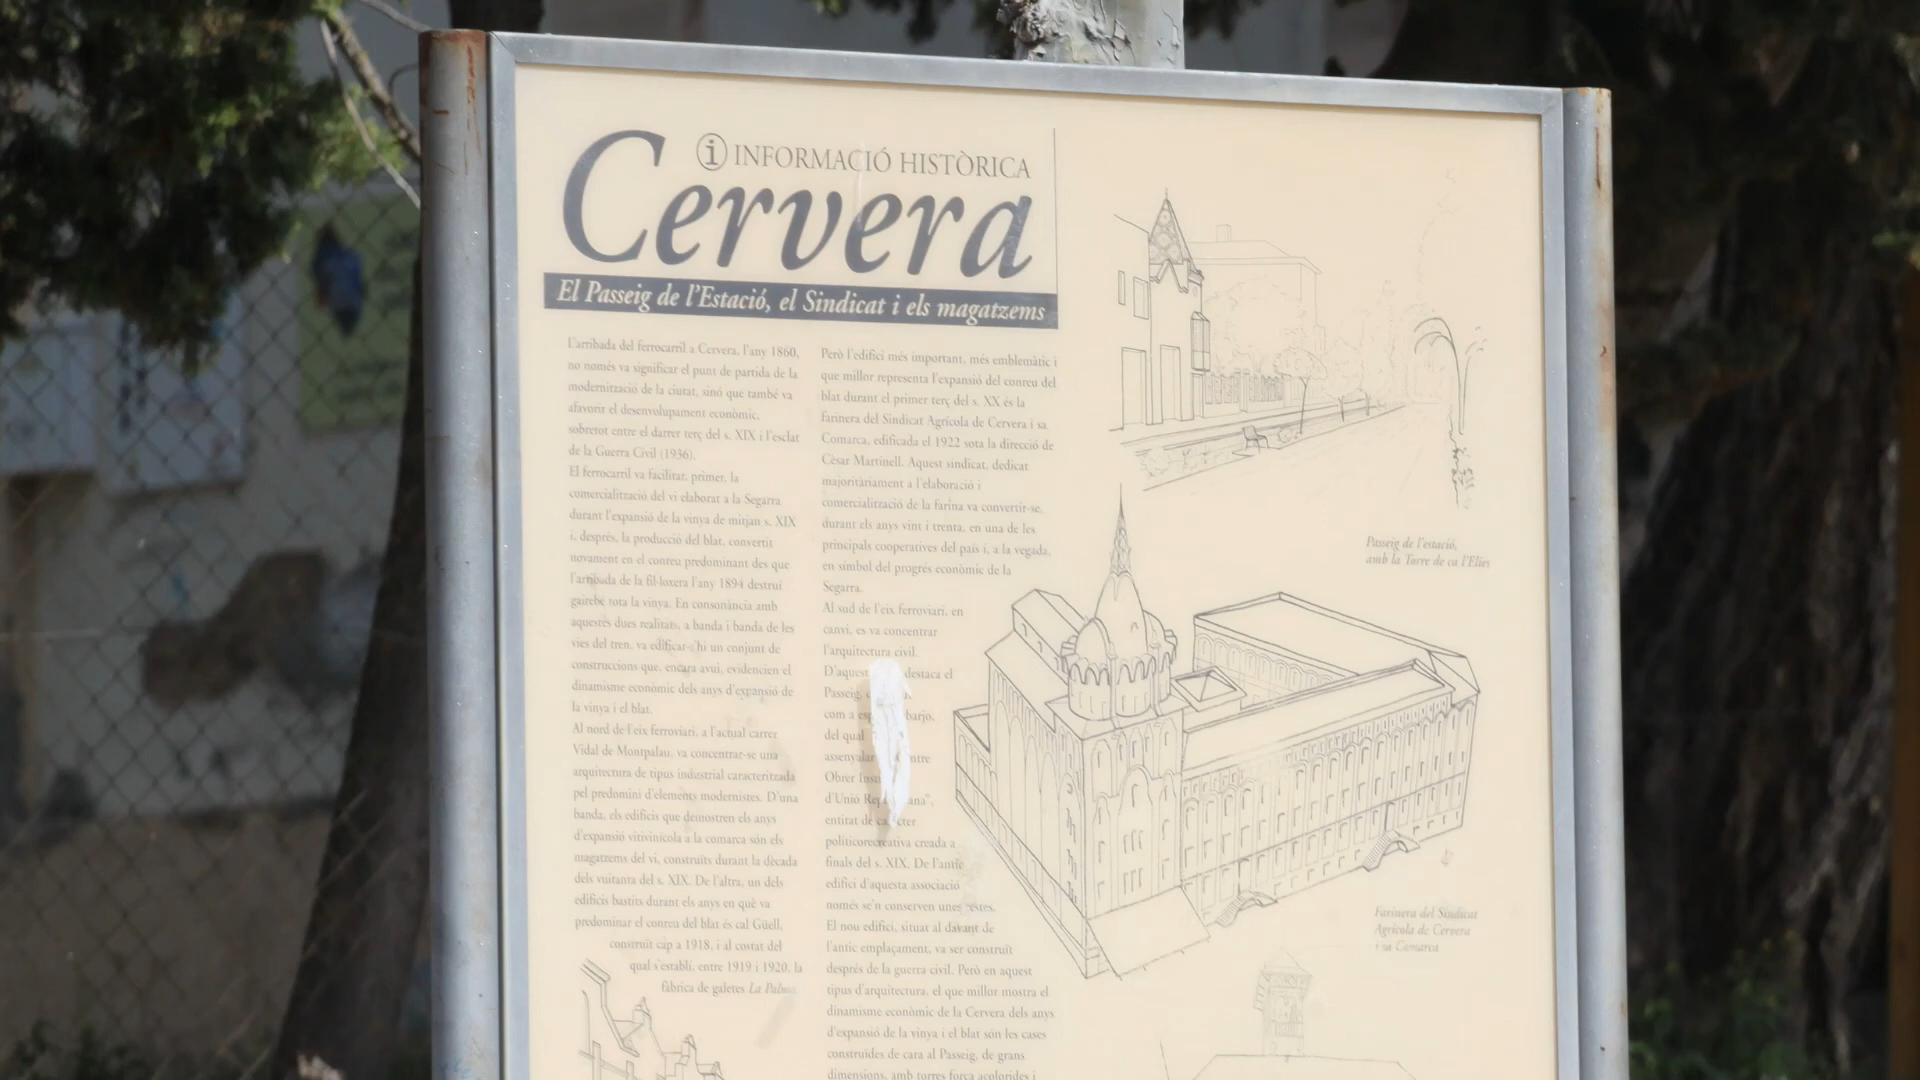 i INFORMACIÓ HISTÒRICA
Cervera
El Passeig de l'Estació, el Sindicat i els magatzems
L'arribada del ferrocarril a Cervera, l'any 1860,
no només va significar el punt de partida de la
modernització de la ciutat, sinó que també va
afavorir el desenvolupament econòmic,
sobretot entre el darrer terç del s. XIX i l'esclat
de la Guerra Civil (1936).
El ferrocarril va facilitar, primer, la
comercialització del vi elaborat a la Segarra
durant l'expansió de la vinya de mitjan s. XIX
i, després, la producció del blat, convertit
novament en el conreu predominant des que
l'arribada de la fil·loxera l'any 1894 destruí
gairebé tota la vinya. En consonància amb
aquestes dues realitats, a banda i banda de les
vies del tren, va edificar-s'hi un conjunt de
construccions que, encara avui, evidencien el
dinamisme econòmic dels anys d'expansió de
la vinya i el blat.
Al nord de l'eix ferroviari, a l'actual carrer
Vidal de Montpalau, va concentrar-se una
arquitectura de tipus industrial caracteritzada
pel predomini d'elements modernistes. D'una
banda, els edificis que demostren els anys
d'expansió vitivinícola a la comarca són els
magatzems del vi, construïts durant la dècada
dels vuitanta del s. XIX. De l'altra, un dels
edificis bastits durant els anys en què va
predominar el conreu del blat és cal Güell,
construït cap a 1918, i al costat del
qual s'establí, entre 1919 i 1920, la
fàbrica de galetes La Palma.
Però l'edifici més important, més emblemàtic i
que millor representa l'expansió del conreu del
blat durant el primer terç del s. XX és la
farinera del Sindicat Agrícola de Cervera i sa
Comarca, edificada el 1922 sota la direcció de
Cèsar Martinell. Aquest sindicat, dedicat
majoritàriament a l'elaboració i
comercialització de la farina va convertir-se,
durant els anys vint i trenta, en una de les
principals cooperatives del país i, a la vegada,
en símbol del progrés econòmic de la
Segarra.
Al sud de l'eix ferroviari, en
canvi, es va concentrar
l'arquitectura civil.
D'aquest destaca el
Passeig,
com a barjo,
del qual
assenyalar
Obrer
d'Unió
entitat de caràcter
politicorecreativa creada a
finals del s. XIX. De l'antic
edifici d'aquesta associació
només se'n conserven unes restes.
El nou edifici, situat al davant de
l'antic emplaçament, va ser construït
després de la guerra civil. Però en aquest
tipus d'arquitectura, el que millor mostra el
dinamisme econòmic de la Cervera dels anys
d'expansió de la vinya i el blat són les cases
construïdes de cara al Passeig, de grans
dimensions, amb torres força acolorides i
Passeig de l'estació,
amb la Torre de ca l'Elies
Farinera del Sindicat
Agrícola de Cervera
i sa Comarca